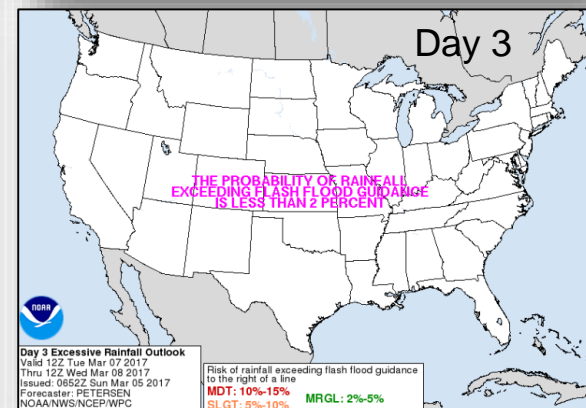 Day 3
THE PROBABILITY OF RAINFALL
EXCEEDING FLASH FLOOD GUIDANCE
IS LESS THAN 2 PERCENT
NOAA
Day 3 Excessive Rainfall Outlook
Valid 12Z Tue Mar 07 2017
Thru 12Z Wed Mar 08 2017
Issued: 0652Z Sun Mar 05 2017
Forecaster: PETERSEN
NOAA/NWS/NCEP/WPC
Risk of rainfall exceeding flash flood guidance
to the right of a line
MDT: 10%-15%
MRGL: 2%-5%
SLGT: 5%-10%